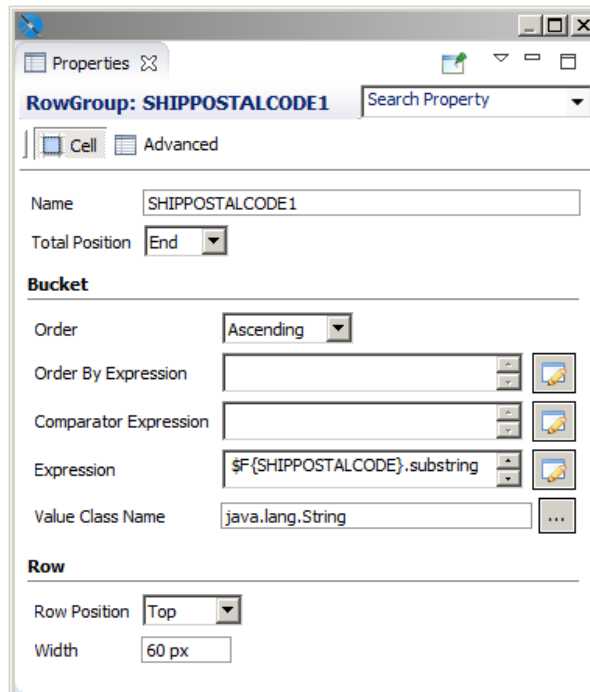 Properties
RowGroup: SHIPPOSTALCODE1 Search Property
Cell Advanced
Name SHIPPOSTALCODE1
Total Position End
Bucket
Order Ascending
Order By Expression
Comparator Expression
Expression $F{SHIPPOSTALCODE}.substring
Value Class Name java.lang.String ...
Row
Row Position Top
Width 60 px